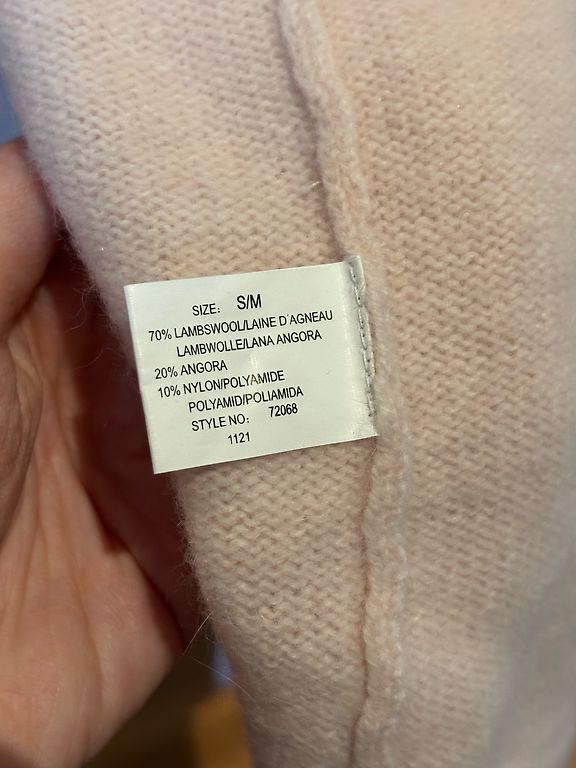 SIZE: S/M
70% LAMBSWOOL/LAINE D'AGNEAU
LAMBWOLLE/LANA ANGORA
20% ANGORA
10% NYLON/POLYAMIDE
POLYAMID/POLIAMIDA
STYLE NO: 72068
1121